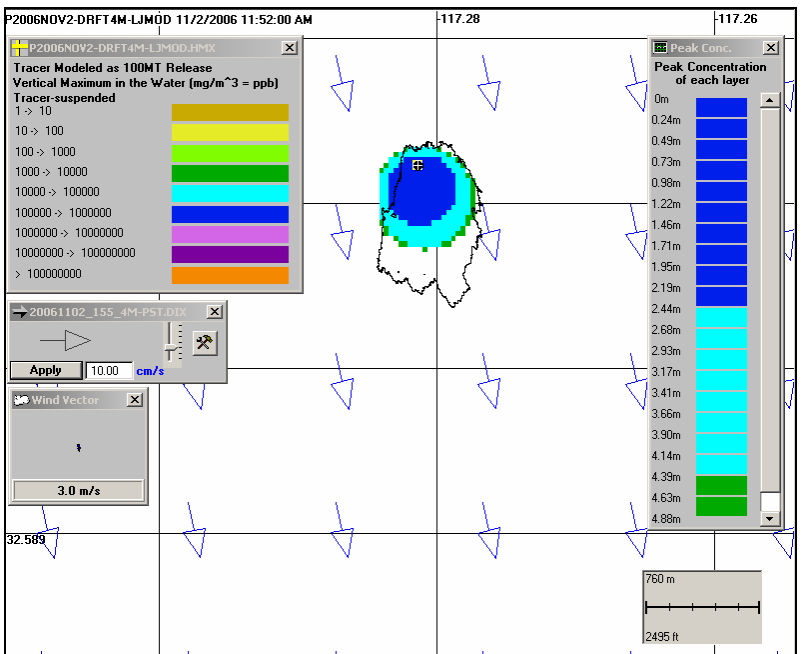 P2006NOV2-DRFT4M-LJMOD 11/2/2006 11:52:00 AM
-117.28
-117.26
P2006NOV2-DRFT4M-LJMOD.HMX
Tracer Modeled as 100MT Release
Vertical Maximum in the Water (mg/m^3 = ppb)
Tracer-suspended
1 -> 10
10 -> 100
100 -> 1000
1000 -> 10000
10000 -> 100000
100000 -> 1000000
1000000 -> 10000000
10000000 -> 100000000
> 100000000
20061102_155_4M-PST.DIX
Apply 10.00 cm/s
Wind Vector
3.0 m/s
32.589
Peak Conc.
Peak Concentration
of each layer
0m
0.24m
0.49m
0.73m
0.98m
1.22m
1.46m
1.71m
1.95m
2.19m
2.44m
2.68m
2.93m
3.17m
3.41m
3.66m
3.90m
4.14m
4.39m
4.63m
4.88m
760 m
2495 ft